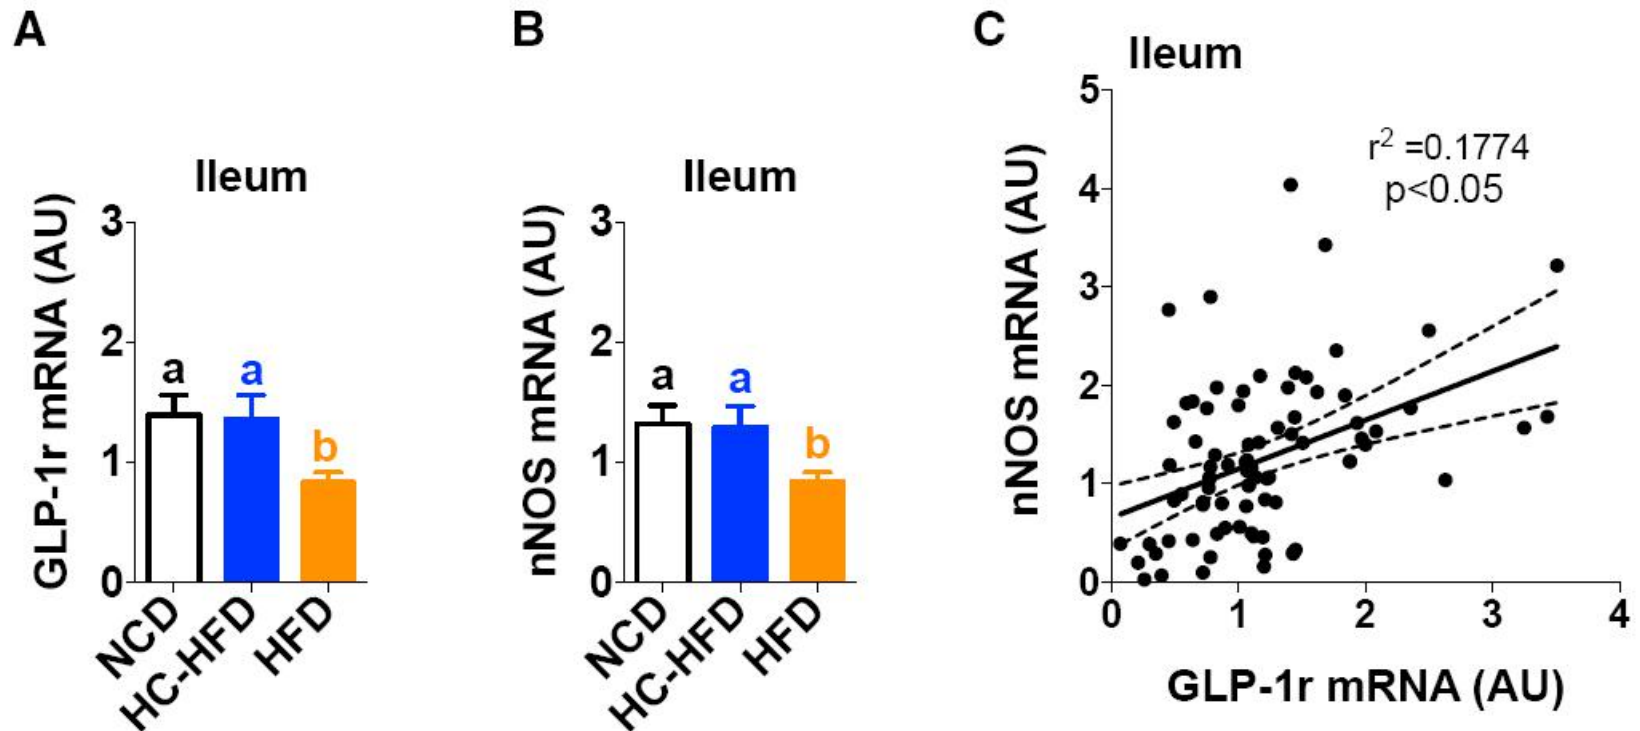 A
Ileum
GLP-1r mRNA (AU)
3
2
1
0
a
a
b
NCD
HC-HFD
HFD
B
Ileum
nNOS mRNA (AU)
3
2
1
0
a
a
b
NCD
HC-HFD
HFD
C
Ileum
nNOS mRNA (AU)
5
4
3
2
1
0
r² =0.1774
p<0.05
0 1 2 3 4
GLP-1r mRNA (AU)